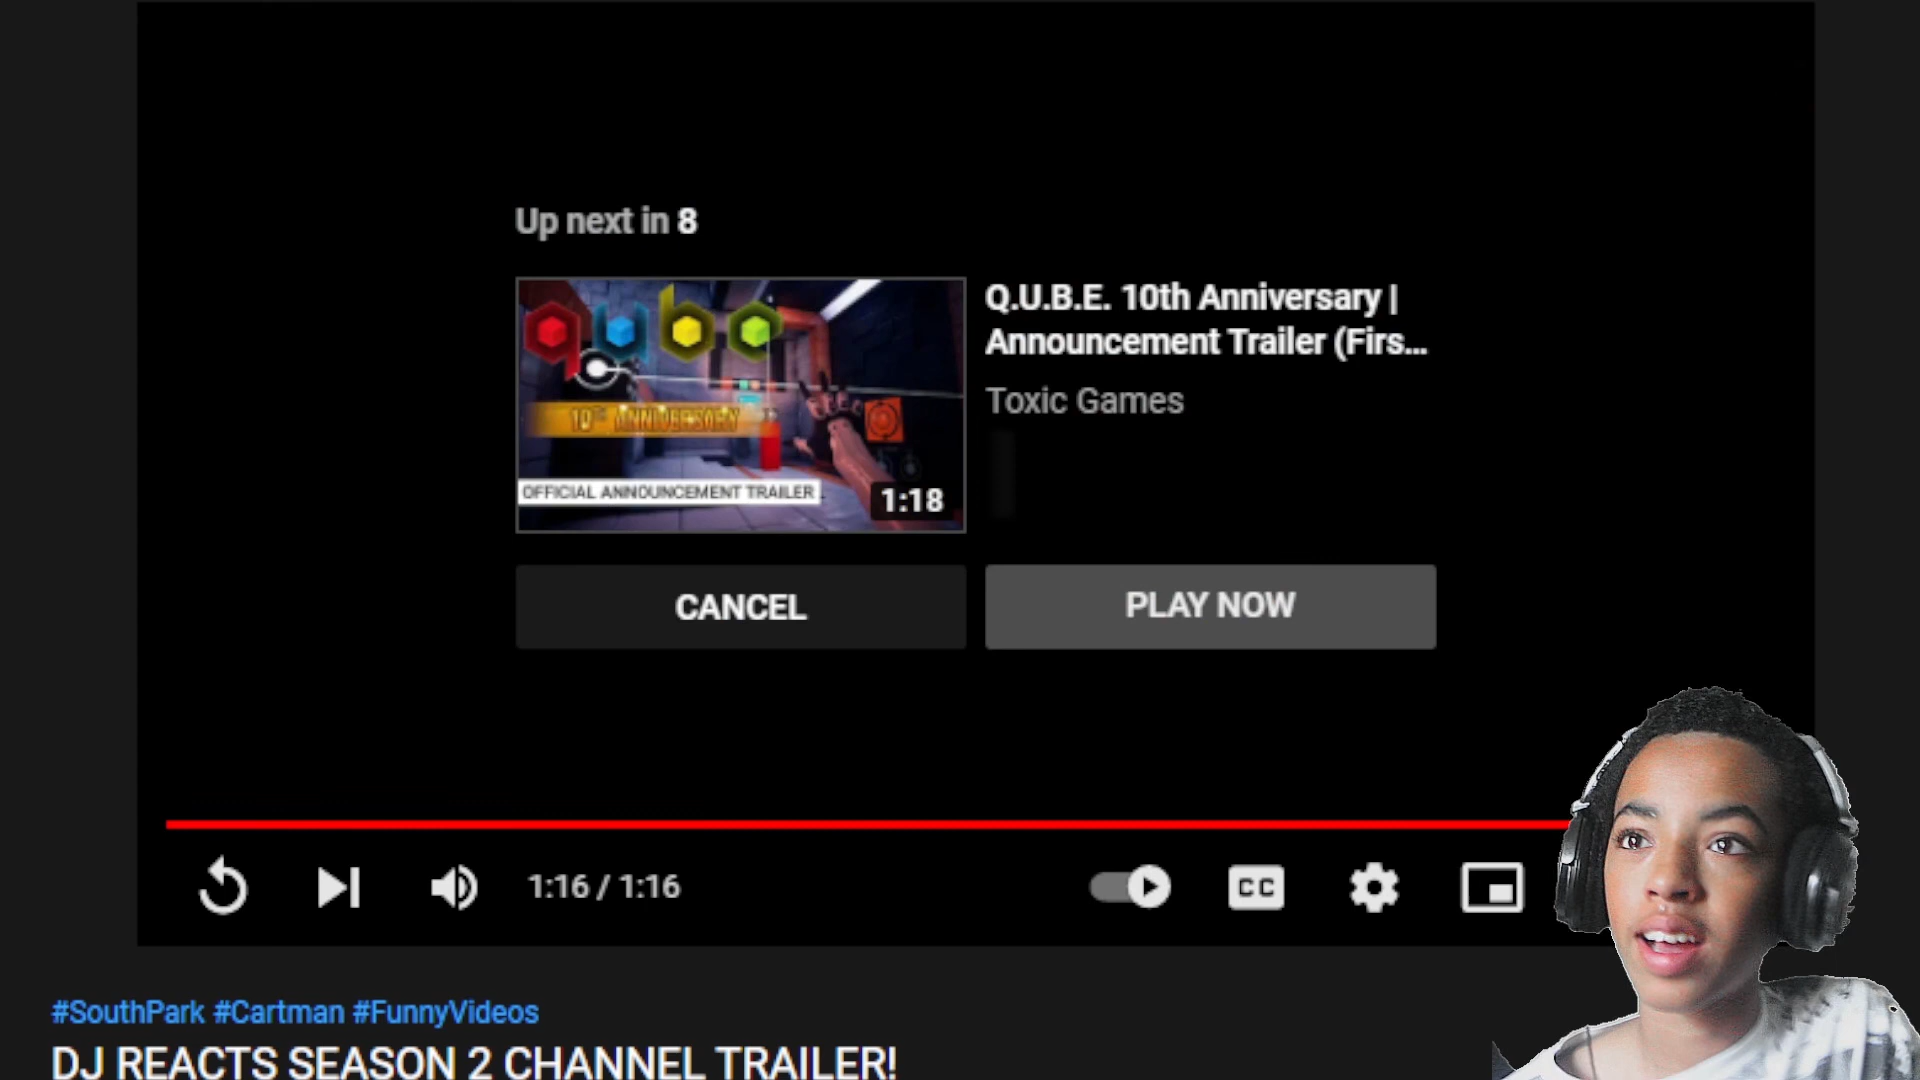 Up next in 8
qube
10TH ANNIVERSARY
OFFICIAL ANNOUNCEMENT TRAILER
1:18
Q.U.B.E. 10th Anniversary |
Announcement Trailer (Firs...
Toxic Games
CANCEL
PLAY NOW
1:16 / 1:16
CC
#SouthPark #Cartman #FunnyVideos
DJ REACTS SEASON 2 CHANNEL TRAILER!